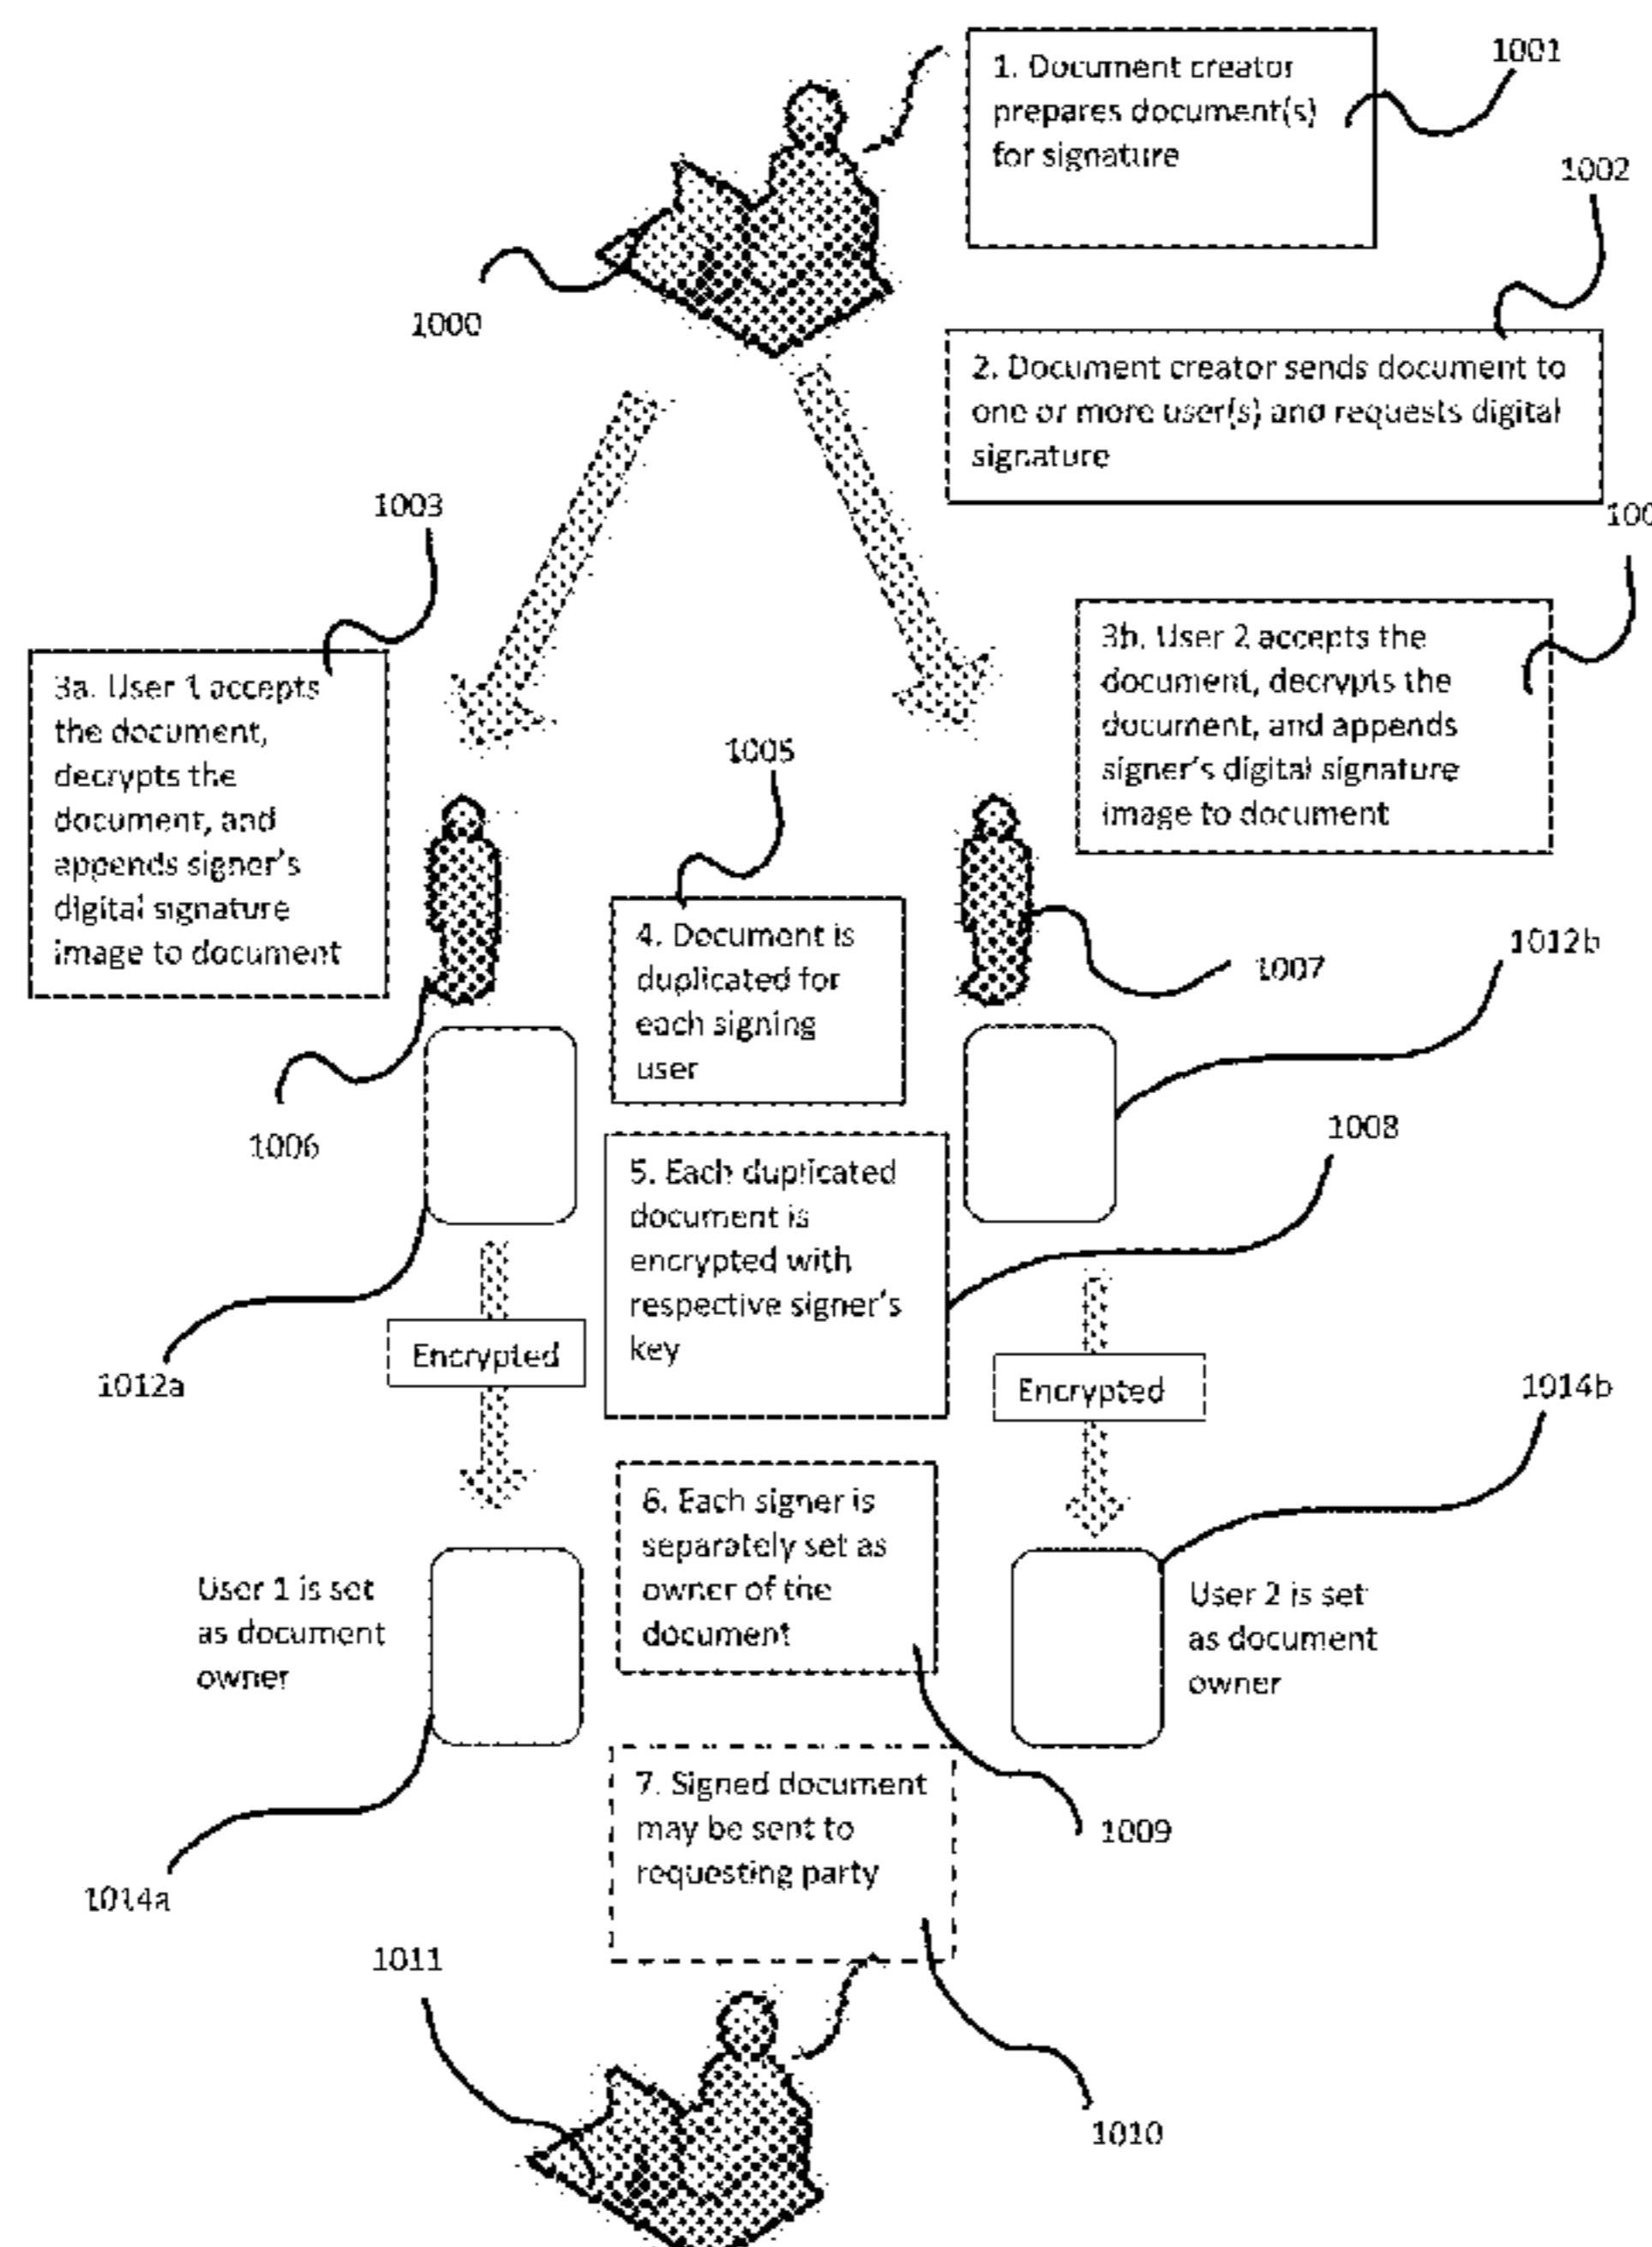 1. Document creator
prepares document(s)
for signature
1001
1002
1000
2. Document creator sends document to
one or more user(s) and requests digital
signature
1003
100
3a. User 1 accepts
the document,
decrypts the
document, and
appends signer's
digital signature
image to document
3b. User 2 accepts the
document, decrypts the
document, and appends
signer's digital signature
image to document
1005
4. Document is
duplicated for
each signing
user
1007
1012b
1006
1008
5. Each duplicated
document is
encrypted with
respective signer's
key
Encrypted
Encrypted
1012a
1014b
6. Each signer is
separately set as
owner of the
document
User 1 is set
as document
owner
User 2 is set
as document
owner
7. Signed document
may be sent to
requesting party
1009
1014a
1011
1010